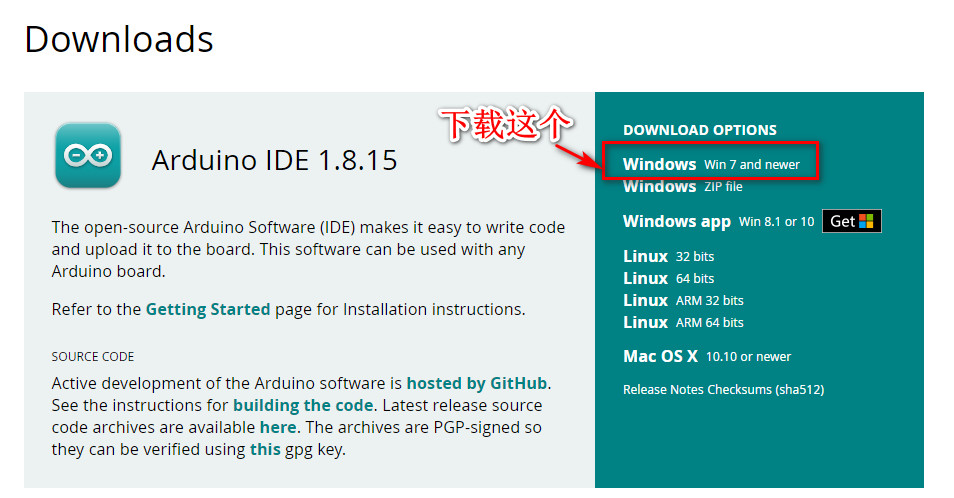 Downloads
下载这个
Arduino IDE 1.8.15
The open-source Arduino Software (IDE) makes it easy to write code
and upload it to the board. This software can be used with any
Arduino board.
Refer to the Getting Started page for Installation instructions.
SOURCE CODE
Active development of the Arduino software is hosted by GitHub.
See the instructions for building the code. Latest release source
code archives are available here. The archives are PGP-signed so
they can be verified using this gpg key.
DOWNLOAD OPTIONS
Windows Win 7 and newer
Windows ZIP file
Windows app Win 8.1 or 10 Get
Linux 32 bits
Linux 64 bits
Linux ARM 32 bits
Linux ARM 64 bits
Mac OS X 10.10 or newer
Release Notes Checksums (sha512)